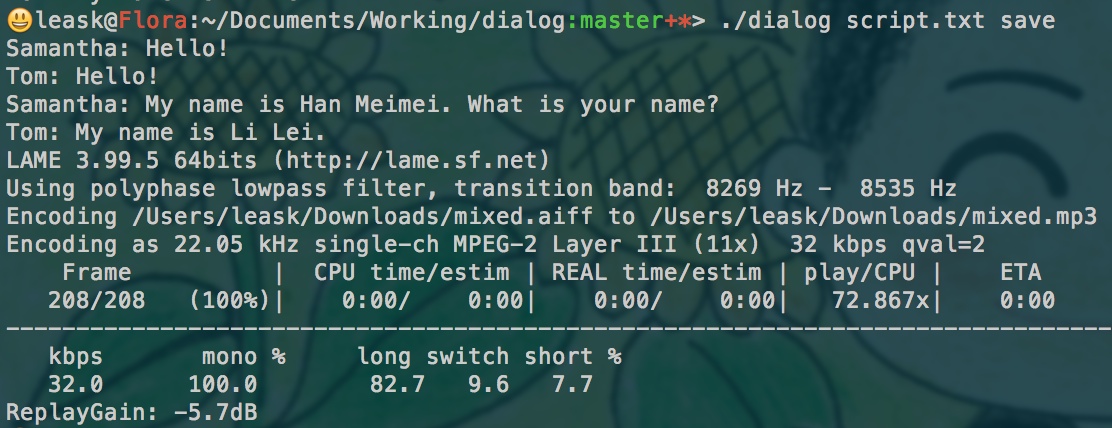 😃leask@Flora:~/Documents/Working/dialog:master+*> ./dialog script.txt save
Samantha: Hello!
Tom: Hello!
Samantha: My name is Han Meimei. What is your name?
Tom: My name is Li Lei.
LAME 3.99.5 64bits (http://lame.sf.net)
Using polyphase lowpass filter, transition band:  8269 Hz -  8535 Hz
Encoding /Users/leask/Downloads/mixed.aiff to /Users/leask/Downloads/mixed.mp3
Encoding as 22.05 kHz single-ch MPEG-2 Layer III (11x)  32 kbps qval=2
    Frame          |  CPU time/estim | REAL time/estim | play/CPU |    ETA
   208/208   (100%)|    0:00/    0:00|    0:00/    0:00|   72.867x|    0:00
-------------------------------------------------------------------------------
   kbps       mono %     long switch short %
   32.0      100.0        82.7   9.6   7.7
ReplayGain: -5.7dB